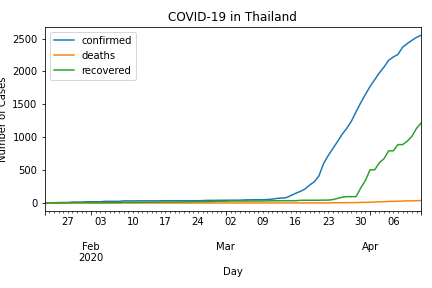 COVID-19 in Thailand
confirmed
deaths
recovered
Number of Cases
2500
2000
1500
1000
500
0
27 03 10 17 24 02 09 16 23 30 06
Feb Mar Apr
2020
Day